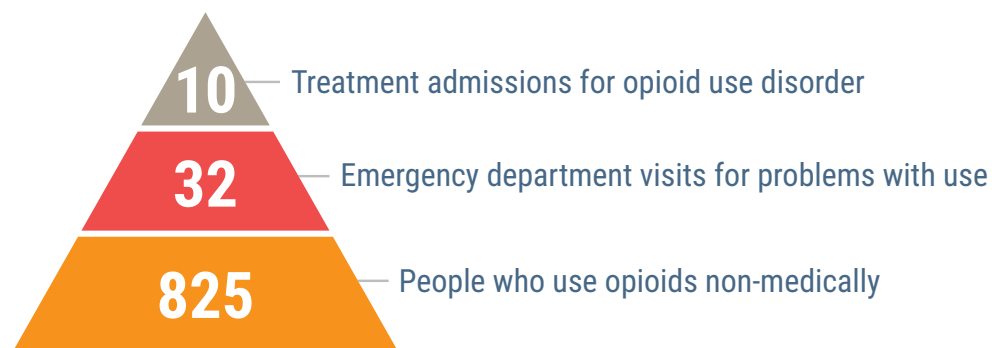 10 Treatment admissions for opioid use disorder
32 Emergency department visits for problems with use
825 People who use opioids non-medically